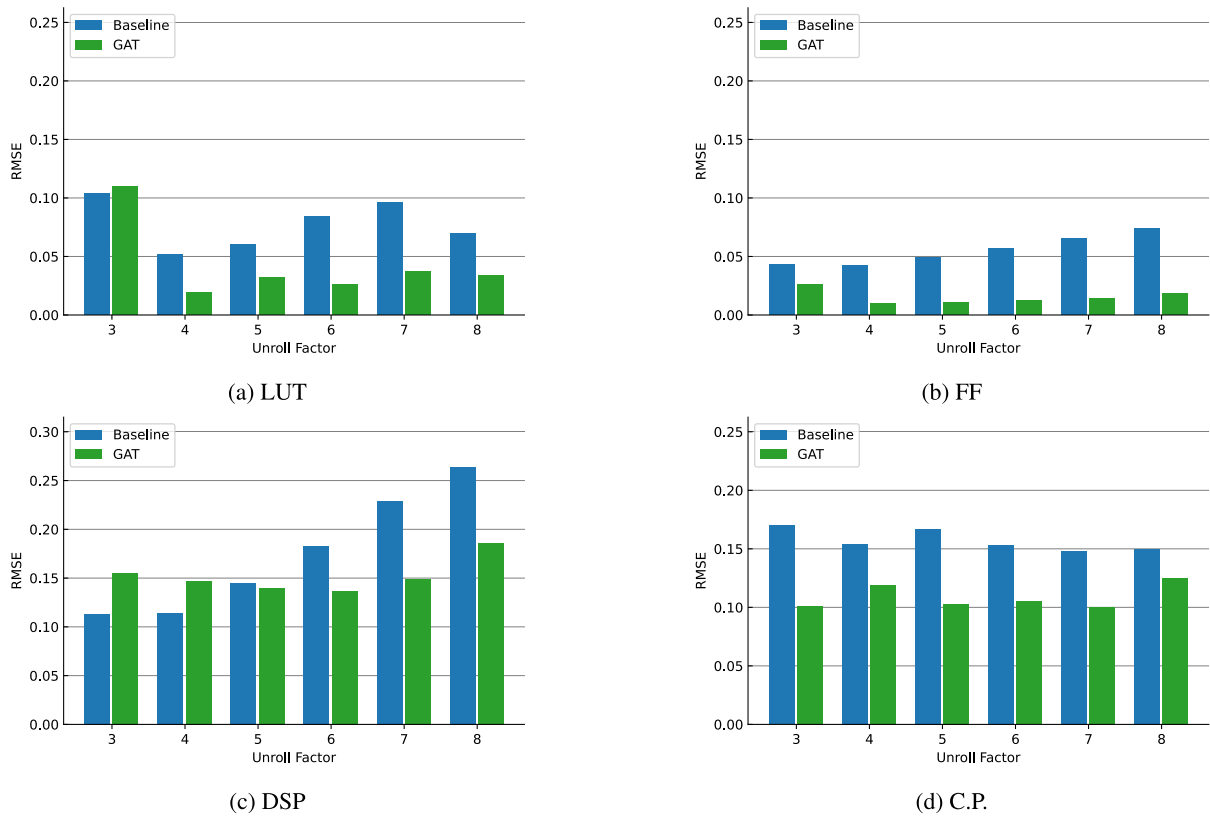 0.25
0.20
0.15
0.10
0.05
0.00
RMSE
Baseline
GAT
3 4 5 6 7 8
Unroll Factor
(a) LUT
0.25
0.20
0.15
0.10
0.05
0.00
RMSE
Baseline
GAT
3 4 5 6 7 8
Unroll Factor
(b) FF
0.30
0.25
0.20
0.15
0.10
0.05
0.00
RMSE
Baseline
GAT
3 4 5 6 7 8
Unroll Factor
(c) DSP
0.25
0.20
0.15
0.10
0.05
0.00
RMSE
Baseline
GAT
3 4 5 6 7 8
Unroll Factor
(d) C.P.